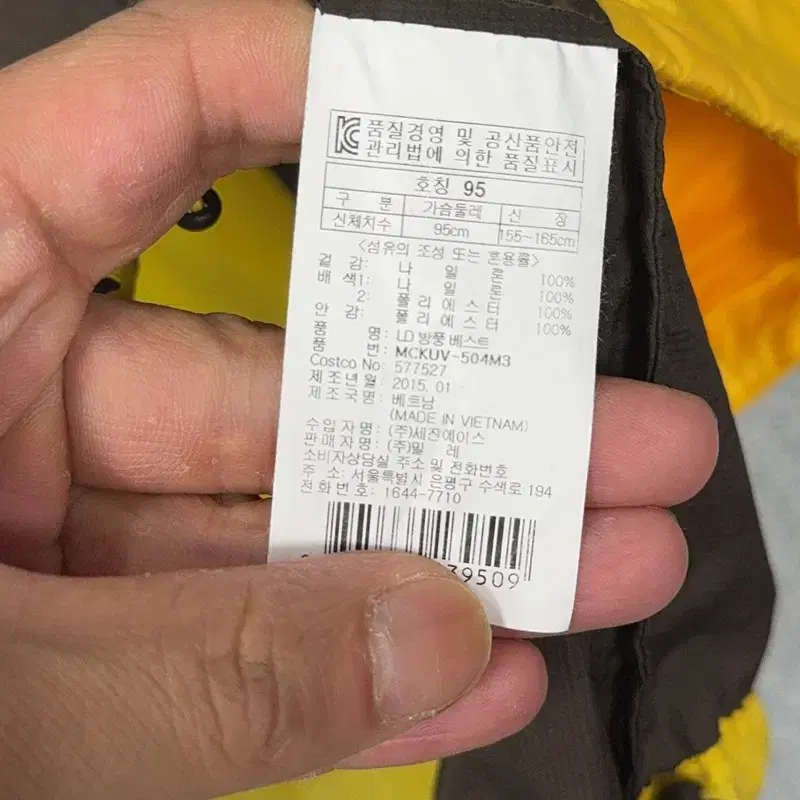 품질경영 및 공산품안전
관리법에 의한 품질표시
호칭 95
구 분 가슴둘레 신 장
신체치수 95cm 155~165cm
<섬유의 조성 또는 혼용률>
겉 감: 나 일 론 100%
배 색1: 나 일 론 100%
2: 폴 리 에 스 터 100%
안 감: 폴 리 에 스 터 100%
품 명: LD 방풍 베스트
품 번: MCKUV-504M3
Costco No: 577527
제조년월: 2015. 01
제조국명: 베트남
(MADE IN VIETNAM)
수입자명: (주)세진에이스
판매자명: (주)밀 레
소비자상담실 주소 및 전화번호
주 소: 서울특별시 은평구 수색로 194
전화번호: 1644-7710
39509